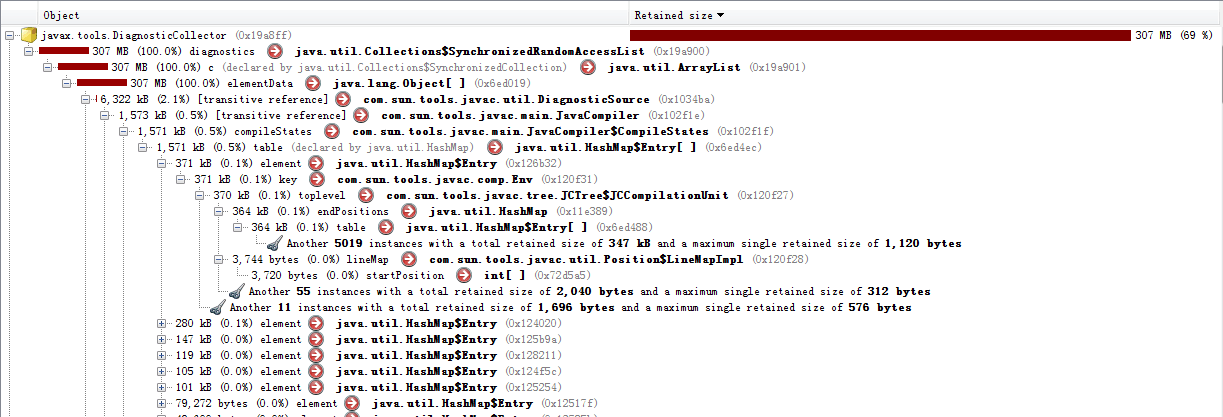 Object Retained size
javax.tools.DiagnosticCollector (0x19a8ff) 307 MB (69 %)
307 MB (100.0%) diagnostics java.util.Collections$SynchronizedRandomAccessList (0x19a900)
307 MB (100.0%) c (declared by java.util.Collections$SynchronizedCollection) java.util.ArrayList (0x19a901)
307 MB (100.0%) elementData java.lang.Object[ ] (0x6ed019)
6,322 kB (2.1%) [transitive reference] com.sun.tools.javac.util.DiagnosticSource (0x1034ba)
1,573 kB (0.5%) [transitive reference] com.sun.tools.javac.main.JavaCompiler (0x102f1e)
1,571 kB (0.5%) compileStates com.sun.tools.javac.main.JavaCompiler$CompileStates (0x102f1f)
1,571 kB (0.5%) table (declared by java.util.HashMap) java.util.HashMap$Entry[ ] (0x6ed4ec)
371 kB (0.1%) element java.util.HashMap$Entry (0x126b32)
371 kB (0.1%) key com.sun.tools.javac.comp.Env (0x120f31)
370 kB (0.1%) toplevel com.sun.tools.javac.tree.JCTree$JCCompilationUnit (0x120f27)
364 kB (0.1%) endPositions java.util.HashMap (0x11e389)
364 kB (0.1%) table java.util.HashMap$Entry[ ] (0x6ed488)
Another 5019 instances with a total retained size of 347 kB and a maximum single retained size of 1,120 bytes
3,744 bytes (0.0%) lineMap com.sun.tools.javac.util.Position$LineMapImpl (0x120f28)
3,720 bytes (0.0%) startPosition int[ ] (0x72d5a5)
Another 55 instances with a total retained size of 2,040 bytes and a maximum single retained size of 312 bytes
Another 11 instances with a total retained size of 1,696 bytes and a maximum single retained size of 576 bytes
280 kB (0.1%) element java.util.HashMap$Entry (0x124020)
147 kB (0.0%) element java.util.HashMap$Entry (0x125b9a)
119 kB (0.0%) element java.util.HashMap$Entry (0x128211)
105 kB (0.0%) element java.util.HashMap$Entry (0x124f5c)
101 kB (0.0%) element java.util.HashMap$Entry (0x125254)
79,272 bytes (0.0%) element java.util.HashMap$Entry (0x12517f)